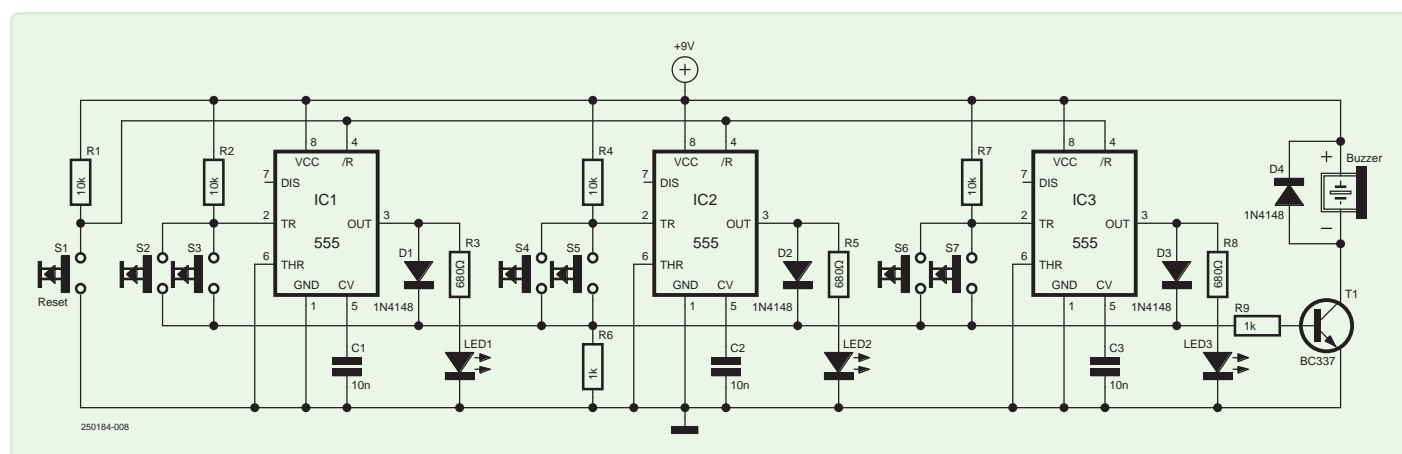 +9V
R1
10k
R2
10k
8
4
VCC
/R
7
DIS
IC1
2
TR
OUT
3
555
6
THR
GND
CV
1
5
S1
Reset
S2
S3
D1
1N4148
R3
680Ω
C1
10n
LED1
R4
10k
8
4
VCC
/R
7
DIS
IC2
2
TR
OUT
3
555
6
THR
GND
CV
1
5
S4
S5
R6
1k
D2
1N4148
R5
680Ω
C2
10n
LED2
R7
10k
8
4
VCC
/R
7
DIS
IC3
2
TR
OUT
3
555
6
THR
GND
CV
1
5
S6
S7
D3
1N4148
R8
680Ω
C3
10n
LED3
D4
1N4148
+
Buzzer
–
R9
1k
T1
BC337
250184-008